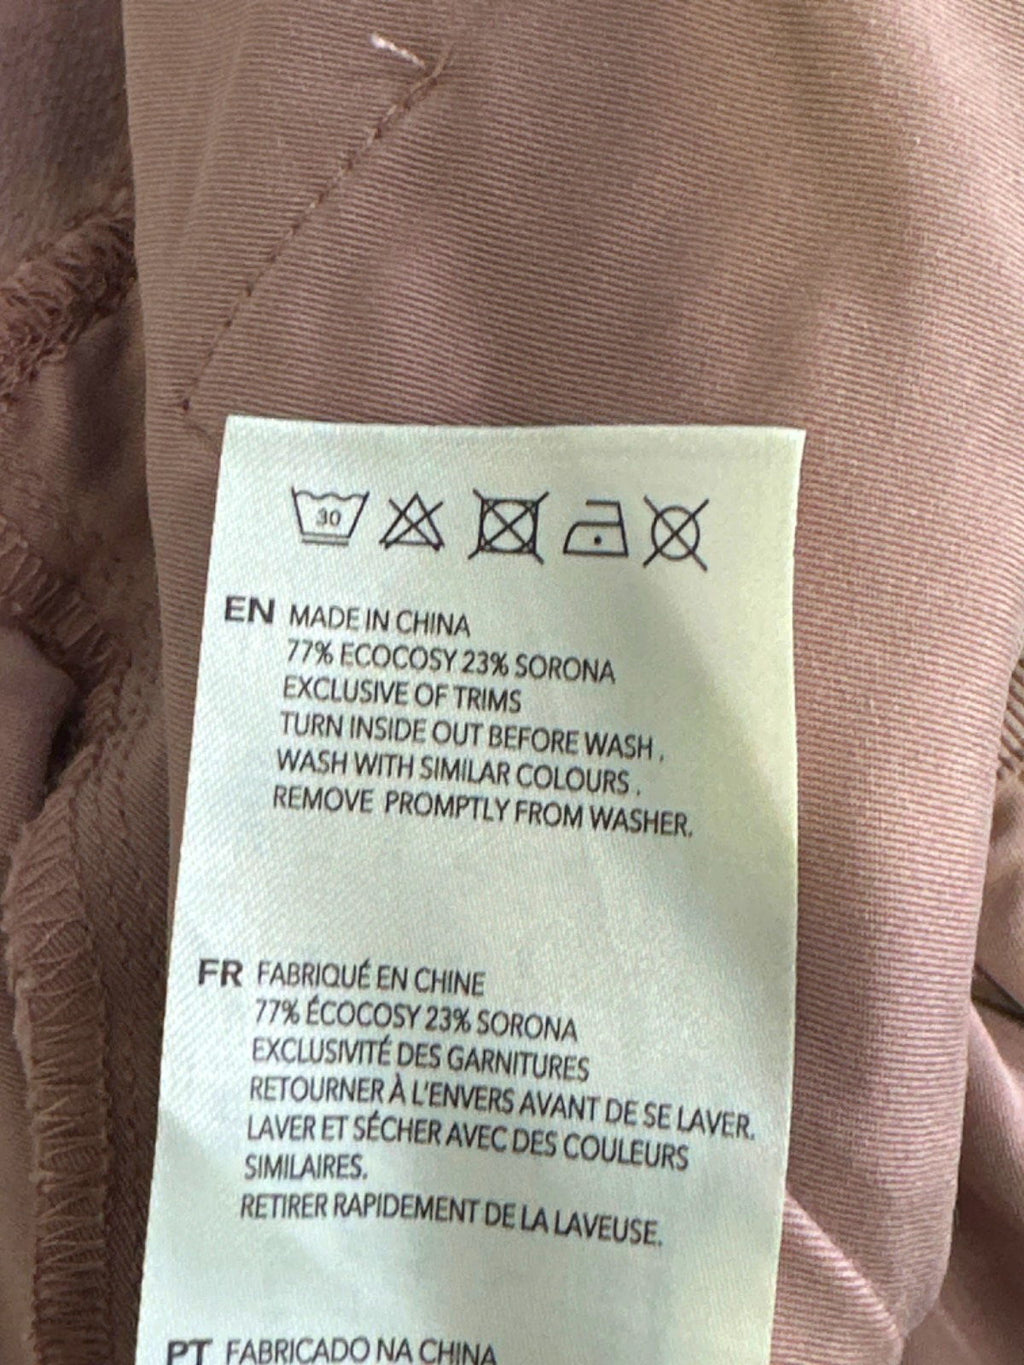 30
EN MADE IN CHINA
77% ECOCOSY 23% SORONA
EXCLUSIVE OF TRIMS
TURN INSIDE OUT BEFORE WASH .
WASH WITH SIMILAR COLOURS .
REMOVE PROMPTLY FROM WASHER.
FR FABRIQUÉ EN CHINE
77% ÉCOCOSY 23% SORONA
EXCLUSIVITÉ DES GARNITURES
RETOURNER À L'ENVERS AVANT DE SE LAVER.
LAVER ET SÉCHER AVEC DES COULEURS
SIMILAIRES.
RETIRER RAPIDEMENT DE LA LAVEUSE.
PT FABRICADO NA CHINA